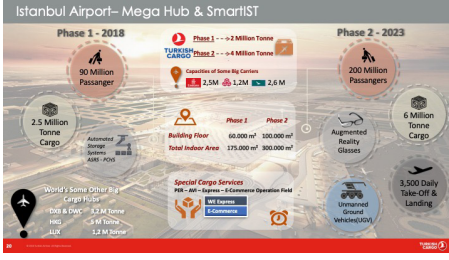 Istanbul Airport– Mega Hub & SmartIST
Phase 1 - 2018
90 Million
Passenger
2.5 Million
Tonne
Cargo
Automated
Storage
Systems
ASRS - PCHS
World's Some Other Big
Cargo Hubs
DXB & DWC 3,7 M Tonne
HKG 5 M Tonne
LUX 1,2 M Tonne
TURKISH
CARGO
Phase 1 - - -> 2 Million Tonne
Phase 2 - - -> 4 Million Tonne
Capacities of Some Big Carriers
2,5M 1,2M 2,6 M
Phase 1 Phase 2
Building Floor 60.000 m² 100.000 m²
Total Indoor Area 175.000 m² 300.000 m²
Special Cargo Services
PER – AVI – Express – E-Commerce Operation Field
WE Express
E-Commerce
Phase 2 - 2023
200 Million
Passengers
6
Million
Tonne
Cargo
Augmented
Reality
Glasses
3,500 Daily
Take-Off &
Landing
Unmanned
Ground
Vehicles(UGV)
TURKISH
CARGO